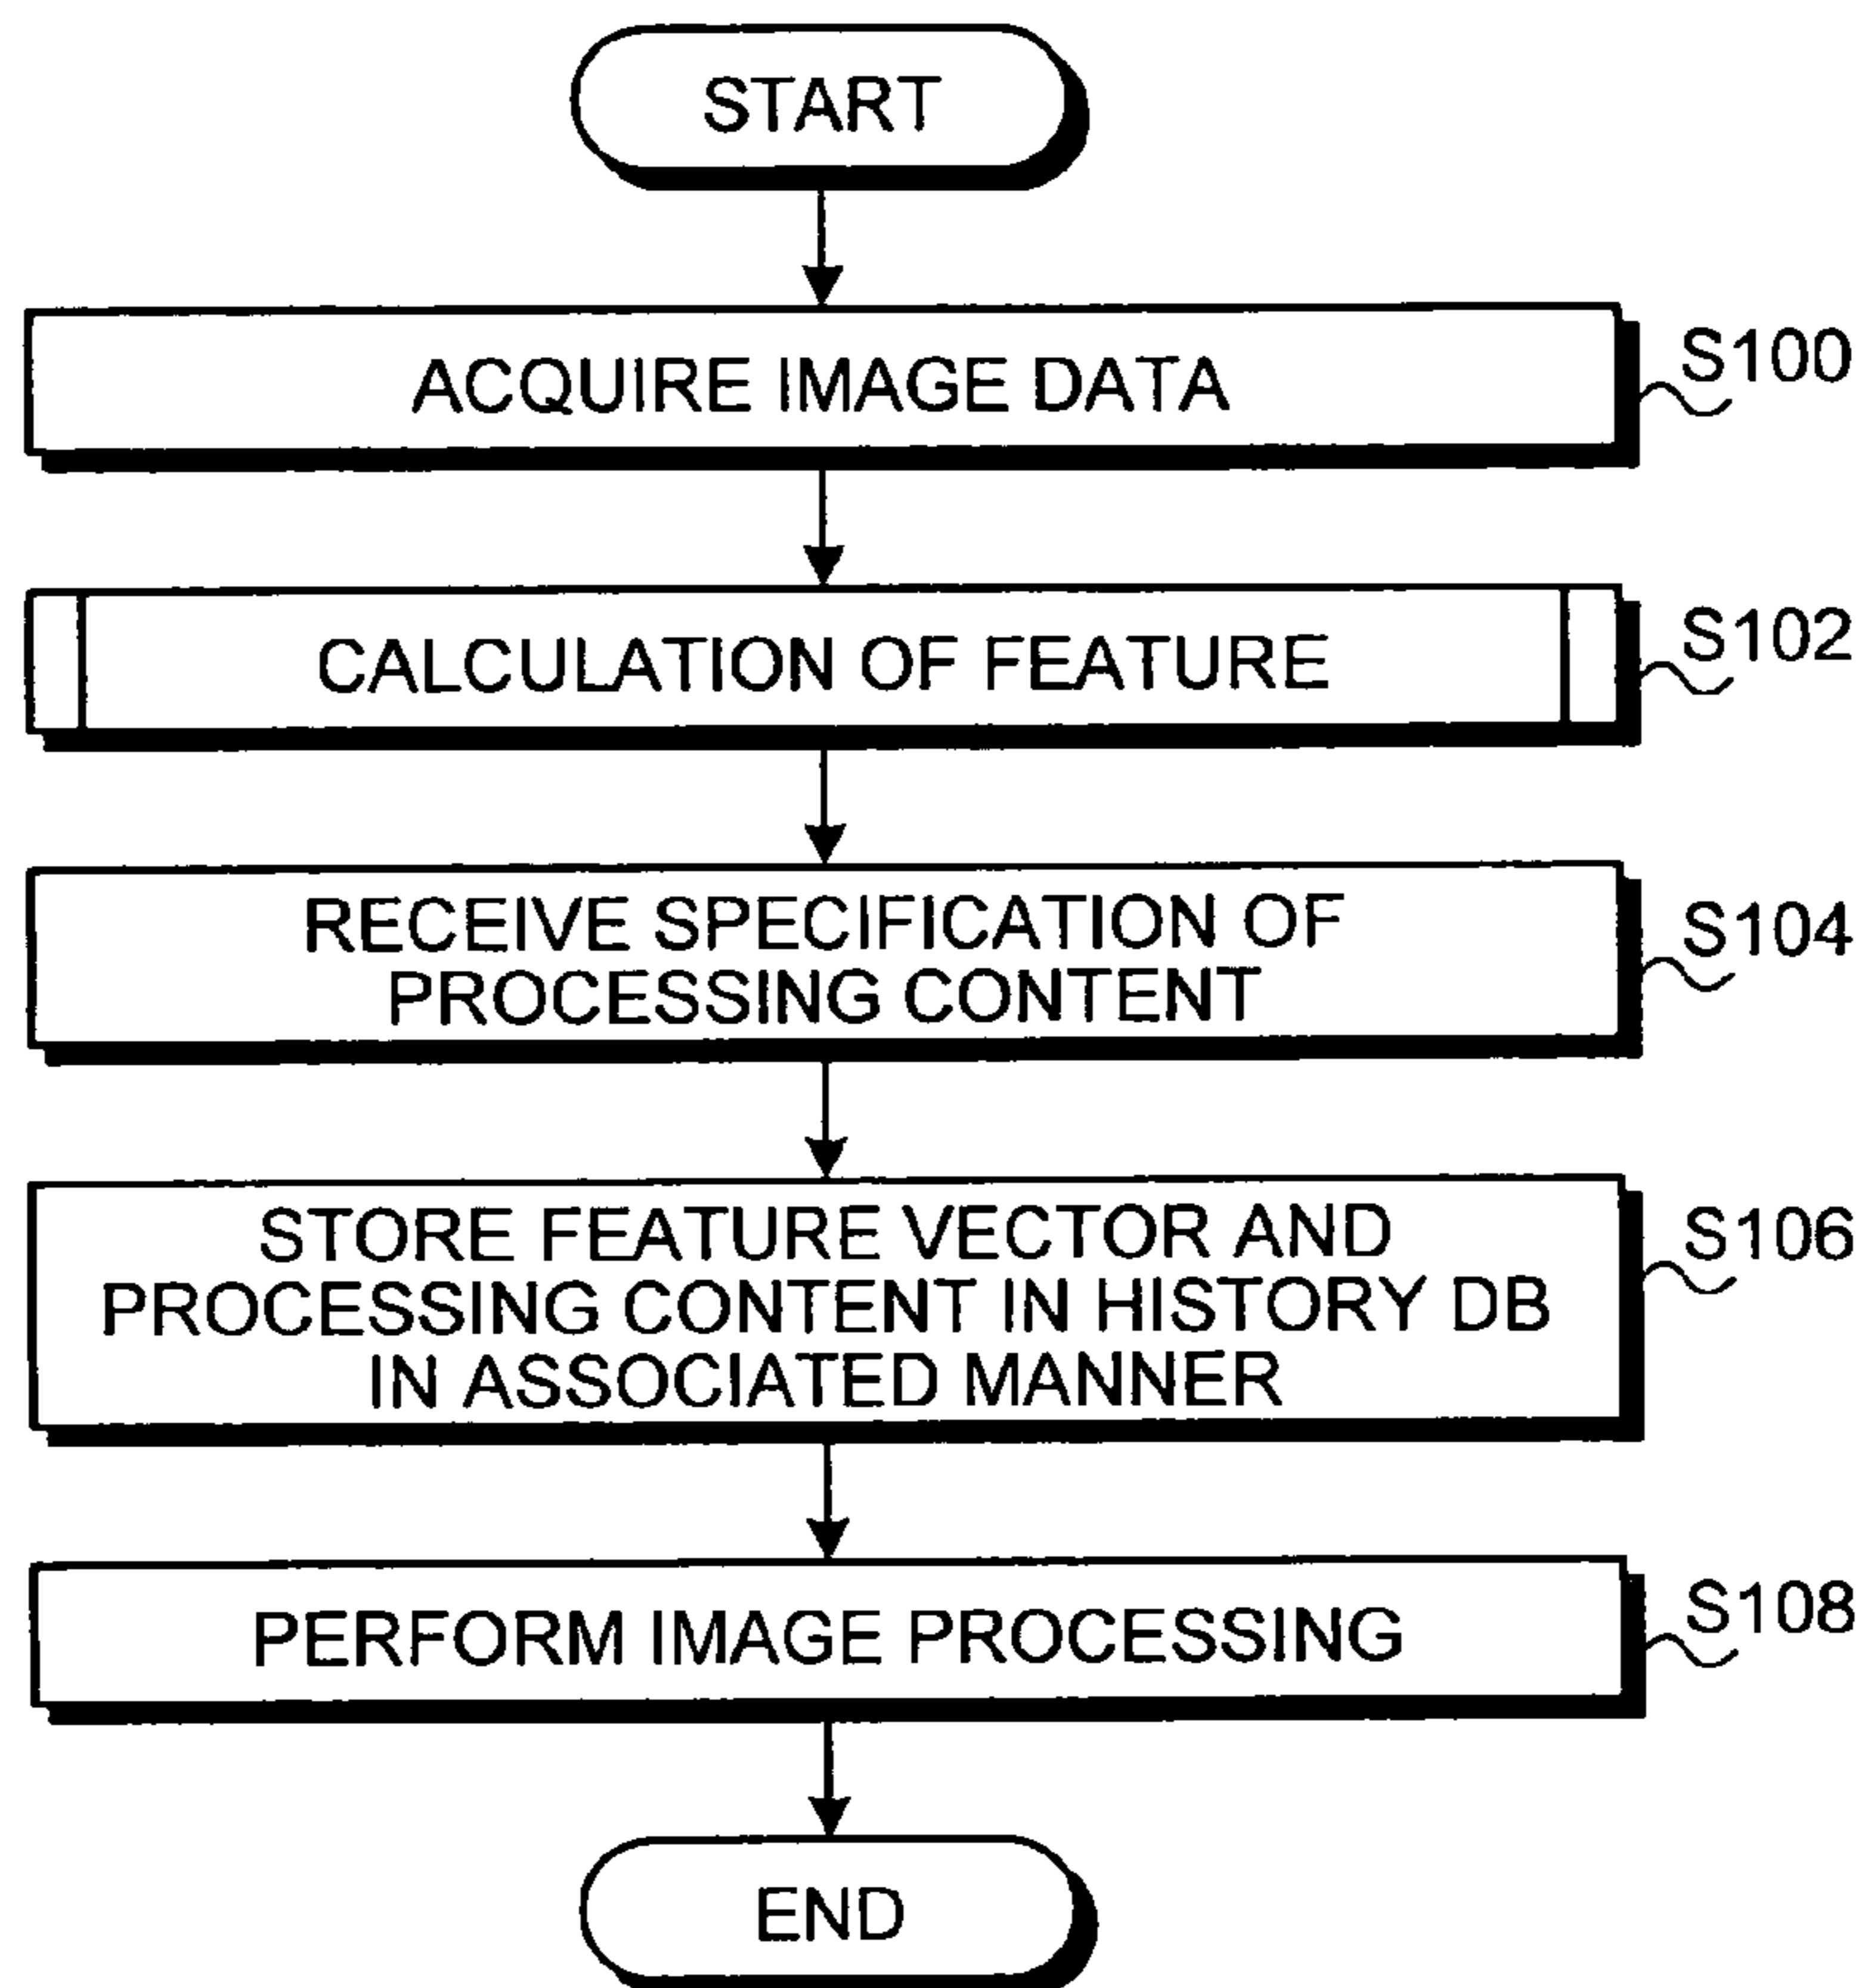 START
ACQUIRE IMAGE DATA
S100
CALCULATION OF FEATURE
S102
RECEIVE SPECIFICATION OF
PROCESSING CONTENT
S104
STORE FEATURE VECTOR AND
PROCESSING CONTENT IN HISTORY DB
IN ASSOCIATED MANNER
S106
PERFORM IMAGE PROCESSING
S108
END